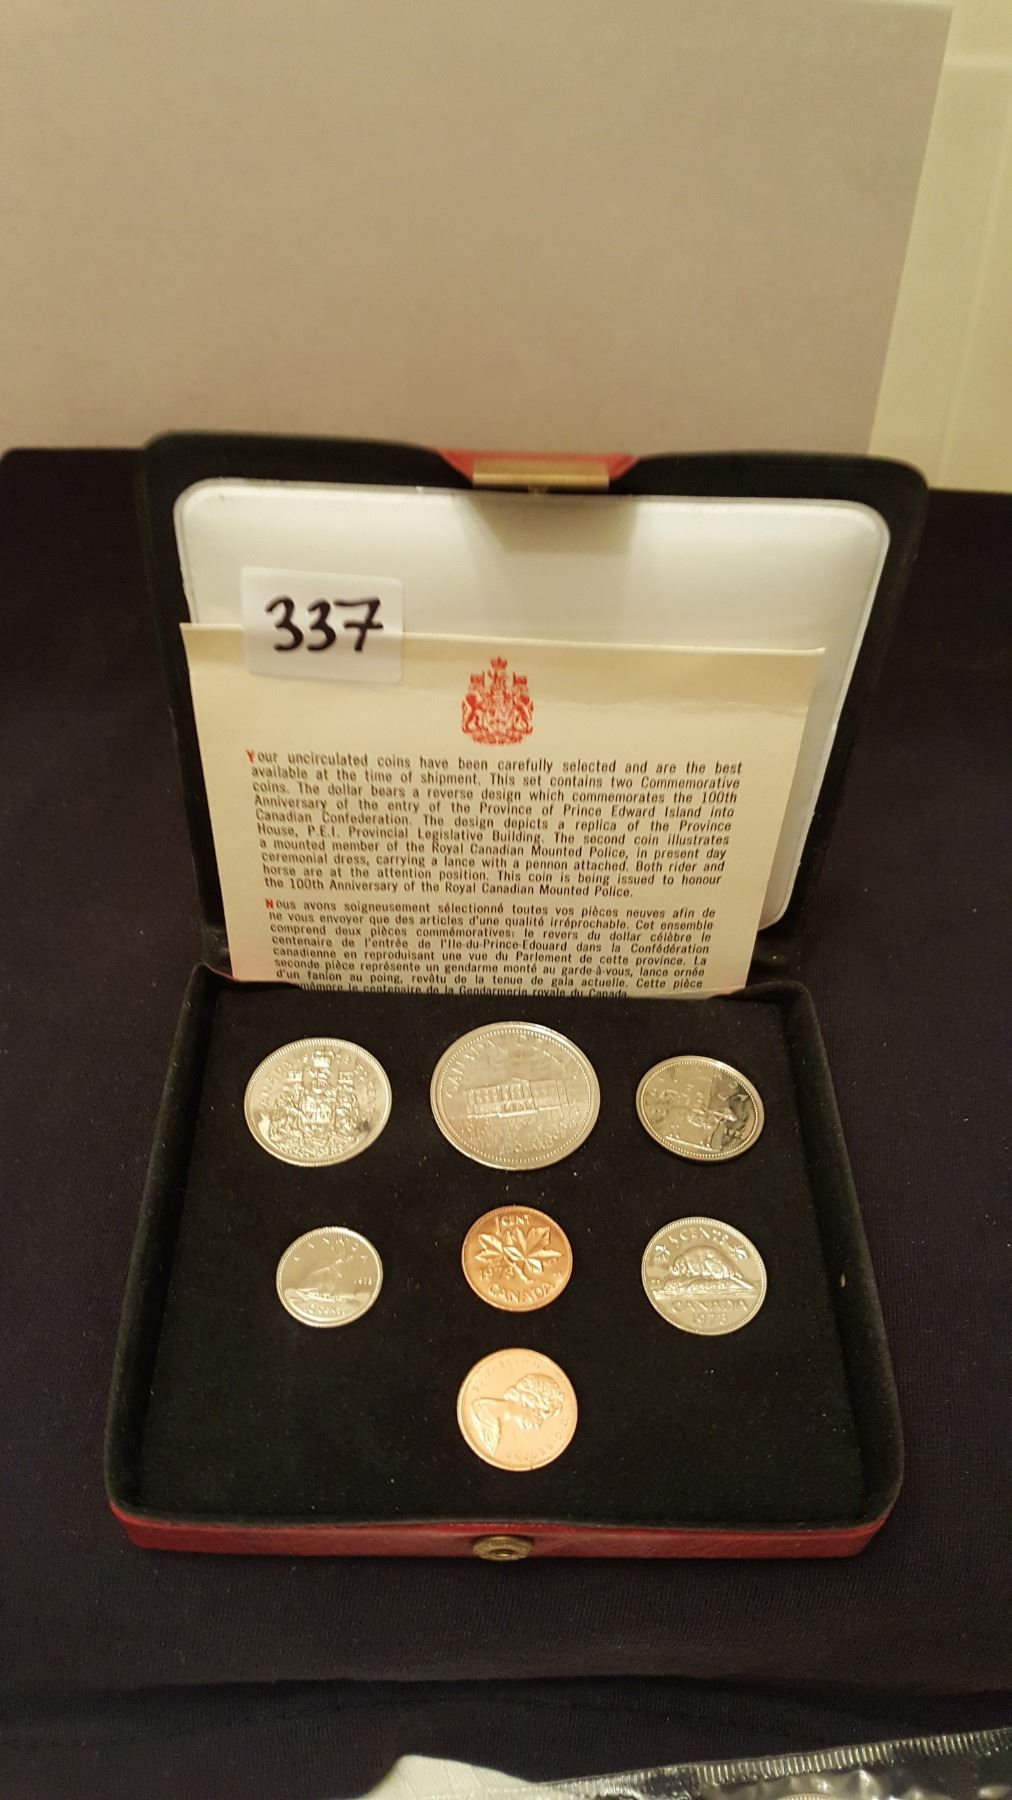 337
Your uncirculated coins have been carefully selected and are the best
available at the time of shipment. This set contains two Commemorative
coins. The dollar bears a reverse design which commemorates the 100th
Anniversary of the entry of the Province of Prince Edward Island into
Canadian Confederation. The design depicts a replica of the Province
House, P.E.I. Provincial Legislative Building. The second coin illustrates
a mounted member of the Royal Canadian Mounted Police, in present day
ceremonial dress, carrying a lance with a pennon attached. Both rider and
horse are at the attention position. This coin is being issued to honour
the 100th Anniversary of the Royal Canadian Mounted Police.
Nous avons soigneusement sélectionné toutes vos pièces neuves afin de
ne vous envoyer que des articles d'une qualité irréprochable. Cet ensemble
comprend deux pièces commémoratives: le revers du dollar célèbre le
centenaire de l'entrée de l'Ile-du-Prince-Edouard dans la Confédération
canadienne en reproduisant une vue du Parlement de cette province. La
seconde pièce représente un gendarme monté au garde-à-vous, lance ornée
d'un fanion au poing, revêtu de la tenue de gala actuelle. Cette pièce
mémore le centenaire de la Gendarmerie royale du Canada
CANADA DOLLAR
1 CENT
1973
CANADA
5 CENTS
CANADA
1973